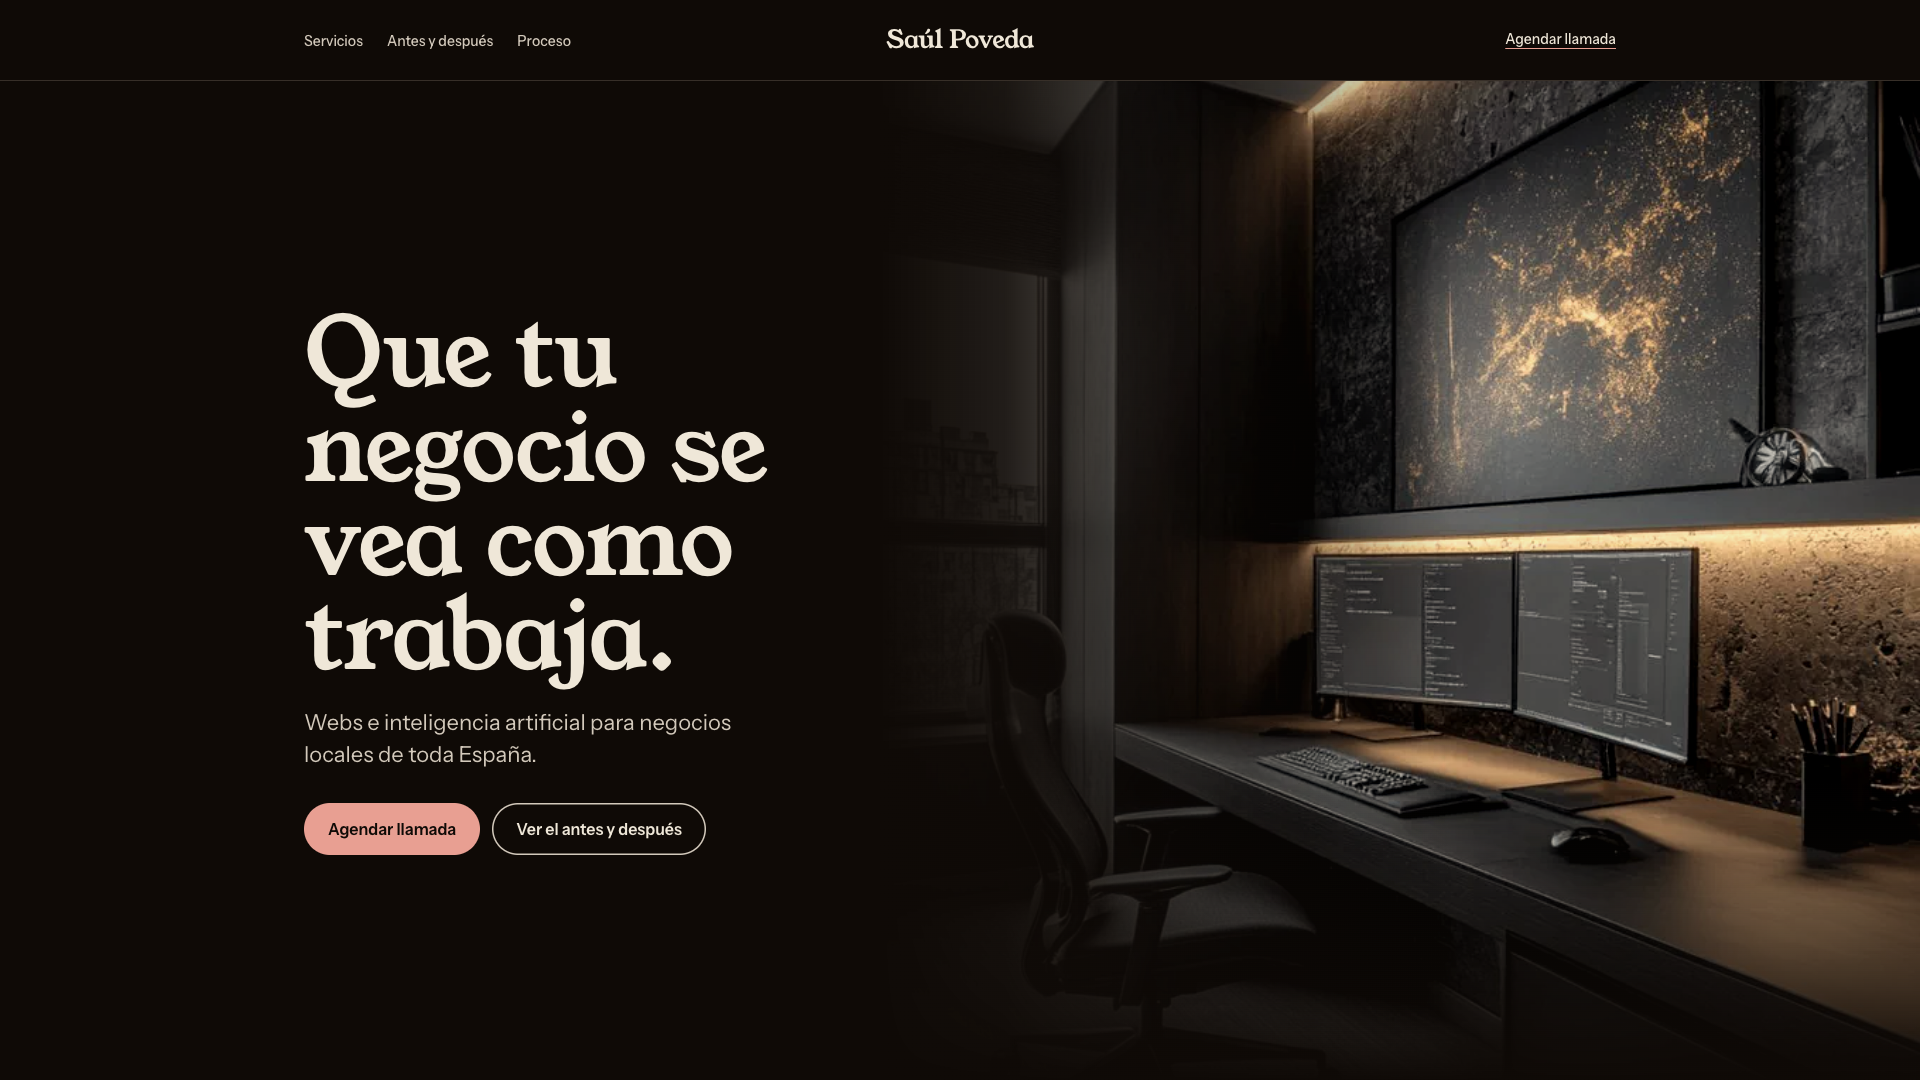 Servicios
Antes y después
Proceso
Saúl Poveda
Agendar llamada
Que tu
negocio se
vea como
trabaja.
Webs e inteligencia artificial para negocios
locales de toda España.
Agendar llamada
Ver el antes y después